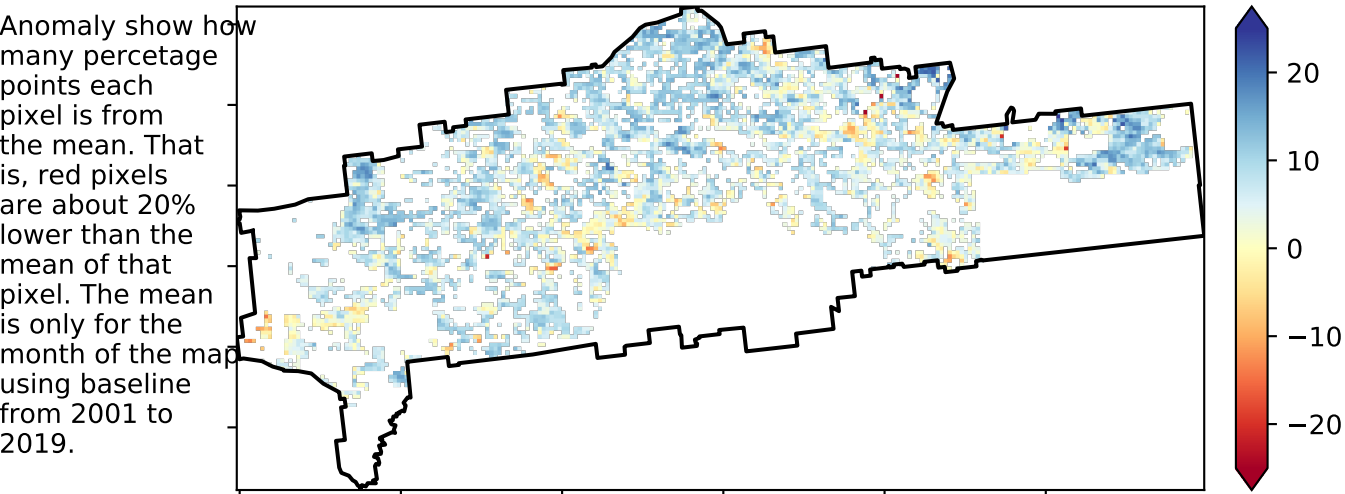 Anomaly show how
many percetage
points each
pixel is from
the mean. That
is, red pixels
are about 20%
lower than the
mean of that
pixel. The mean
is only for the
month of the map
using baseline
from 2001 to
2019.
20
10
0
−10
−20